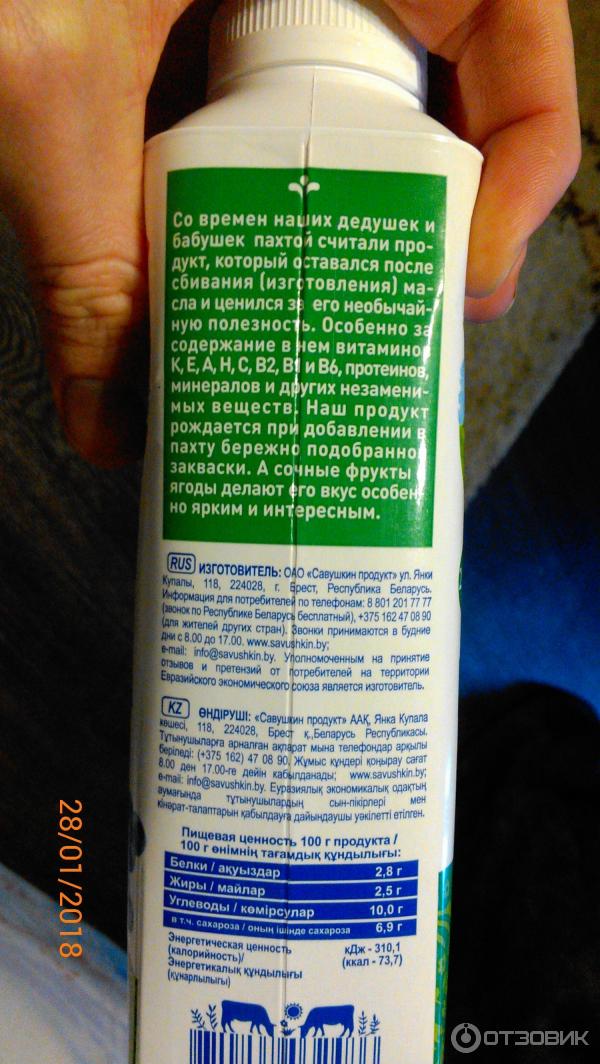 Со времен наших дедушек и
бабушек пахтой считали про-
дукт, который оставался после
сбивания (изготовления) ма-
сла и ценился за его необычай-
ную полезность. Особенно за
содержание в нем витаминов
К, Е, А, Н, С, В2, В1 и В6, протеинов,
минералов и других незамени-
мых веществ. Наш продукт
рождается при добавлении в
пахту бережно подобранной
закваски. А сочные фрукты
ягоды делают его вкус особен-
но ярким и интересным.
RUS ИЗГОТОВИТЕЛЬ: ОАО «Савушкин продукт» ул. Янки
Купалы, 118, 224028, г. Брест, Республика Беларусь.
Информация для потребителей по телефонам: 8 801 201 77 77
(звонок по Республике Беларусь бесплатный), +375 162 47 08 90
(для жителей других стран). Звонки принимаются в будние
дни с 8.00 до 17.00. www.savushkin.by;
e-mail: info@savushkin.by. Уполномоченным на принятие
отзывов и претензий от потребителей на территории
Евразийского экономического союза является изготовитель.
KZ ӨНДІРУШІ: «Савушкин продукт» ААҚ, Янка Купала
көшесі, 118, 224028, Брест қ.,Беларусь Республикасы.
Тұтынушыларға арналған ақпарат мына телефондар арқылы
беріледі: (+375 162) 47 08 90. Жұмыс күндері қоңырау сағат
8.00 ден 17.00-ге дейін қабылданады; www.savushkin.by;
e-mail: info@savushkin.by. Еуразиялық экономикалық одақтың
аумағында тұтынушылардың сын-пікірлері мен
кінәрат-талаптарын қабылдауға дайындаушы уәкілетті етілген.
Пищевая ценность 100 г продукта /
100 г өнімнің тағамдық құндылығы:
Белки / ақуыздар 2,8 г
Жиры / майлар 2,5 г
Углеводы / көмірсулар 10,0 г
в т.ч. сахароза / оның ішінде сахароза 6,9 г
Энергетическая ценность кДж - 310,1
(калорийность)/ (ккал - 73,7)
Энергетикалық құндылығы
(құнарлылығы)
28/01/2018
ОТЗОВИК